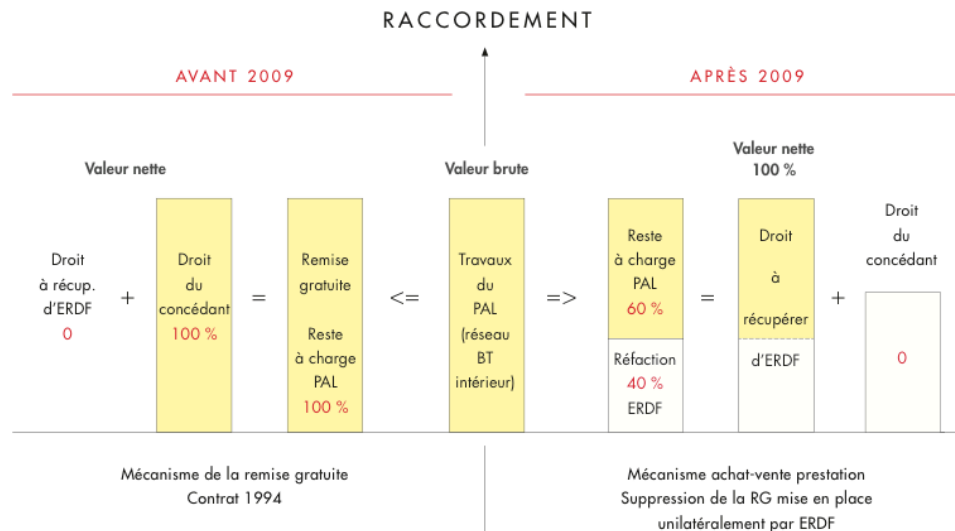 RACCORDEMENT
AVANT 2009
APRÈS 2009
Valeur nette
Valeur brute
Valeur nette
100 %
Droit
à récup.
d'ERDF
0
+
Droit
du
concédant
100 %
=
Remise
gratuite
Reste
à charge
PAL
100 %
<=
Travaux
du
PAL
(réseau
BT
intérieur)
=>
Reste
à charge
PAL
60 %
Réfaction
40 %
ERDF
=
Droit
à
récupérer
d'ERDF
+
Droit
du
concédant
0
Mécanisme de la remise gratuite
Contrat 1994
Mécanisme achat-vente prestation
Suppression de la RG mise en place
unilatéralement par ERDF